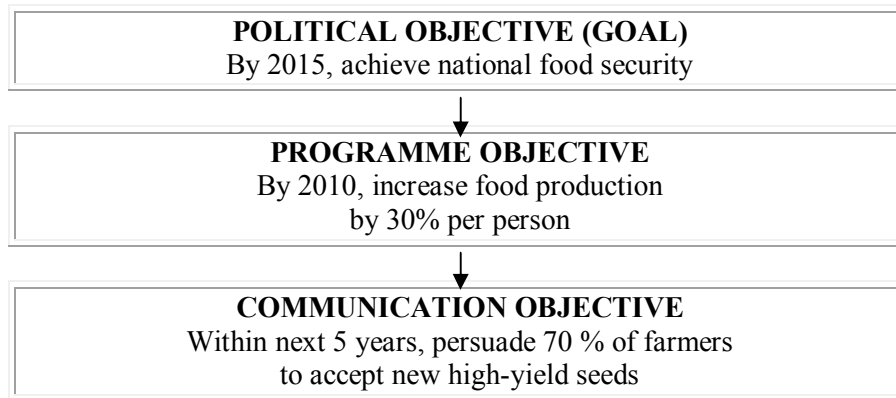 POLITICAL OBJECTIVE (GOAL)
By 2015, achieve national food security
PROGRAMME OBJECTIVE
By 2010, increase food production
by 30% per person
COMMUNICATION OBJECTIVE
Within next 5 years, persuade 70 % of farmers
to accept new high-yield seeds